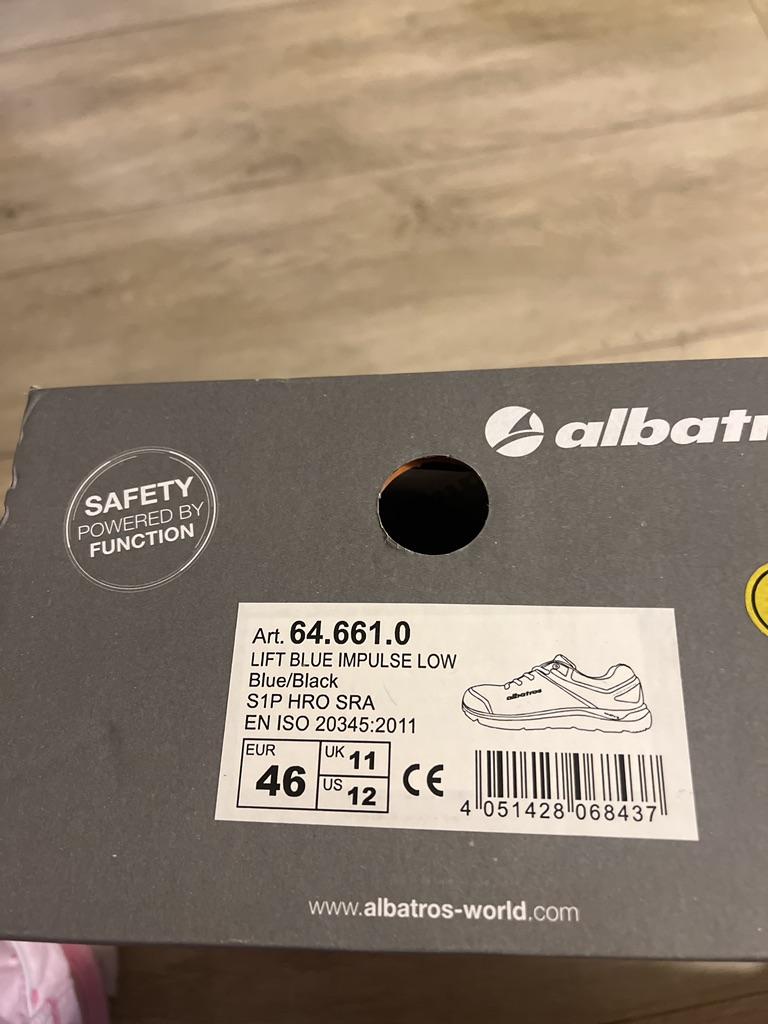 albatr
SAFETY
POWERED BY
FUNCTION
Art. 64.661.0
LIFT BLUE IMPULSE LOW
Blue/Black
S1P HRO SRA
EN ISO 20345:2011
albatros
EUR 46
UK 11
US 12
CE
4 051428 068437
www.albatros-world.com